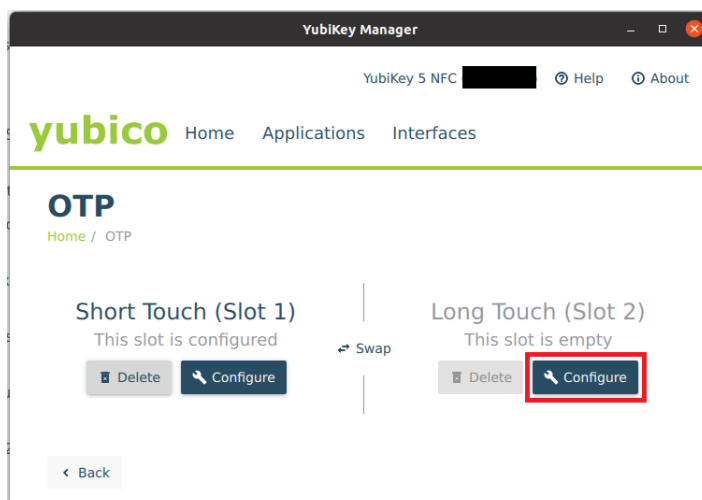 YubiKey Manager
YubiKey 5 NFC
Help
About
yubico
Home
Applications
Interfaces
OTP
Home / OTP
Short Touch (Slot 1)
This slot is configured
Delete
Configure
Swap
Long Touch (Slot 2)
This slot is empty
Delete
Configure
Back